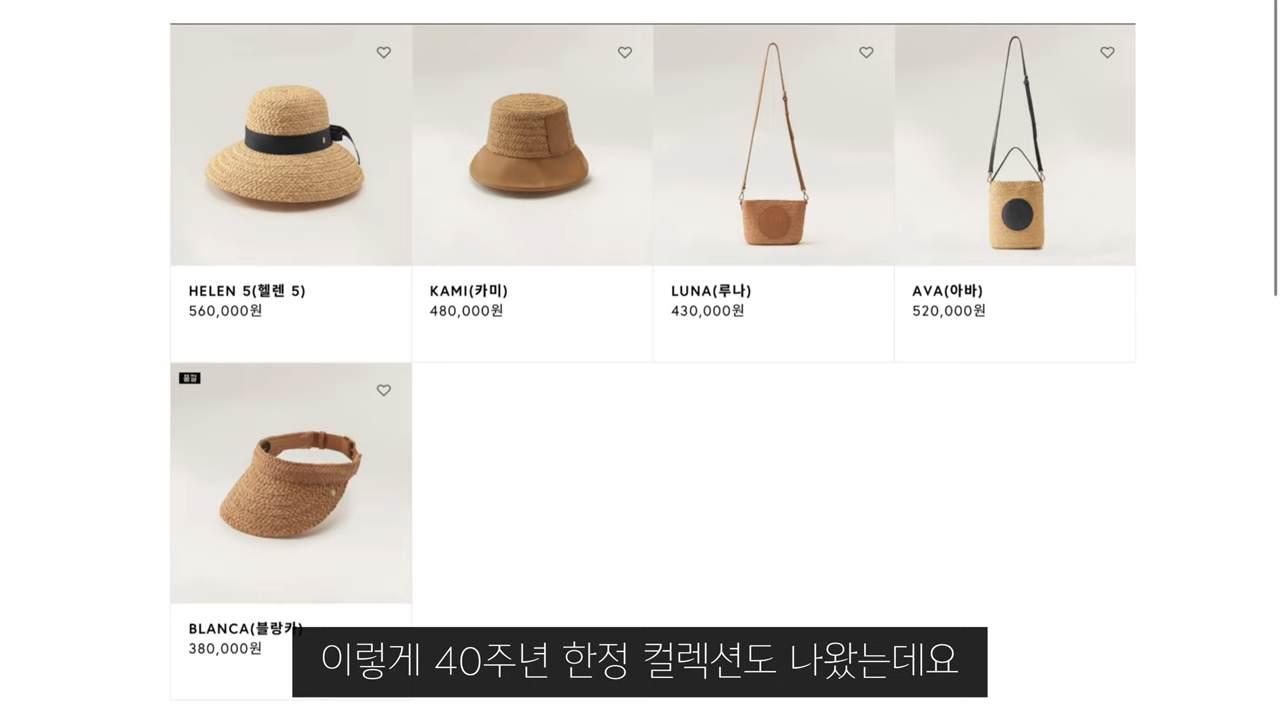 HELEN 5(헬렌 5)
560,000원
KAMI(카미)
480,000원
LUNA(루나)
430,000원
AVA(아바)
520,000원
품절
BLANCA(블랑카)
380,000원
이렇게 40주년 한정 컬렉션도 나왔는데요